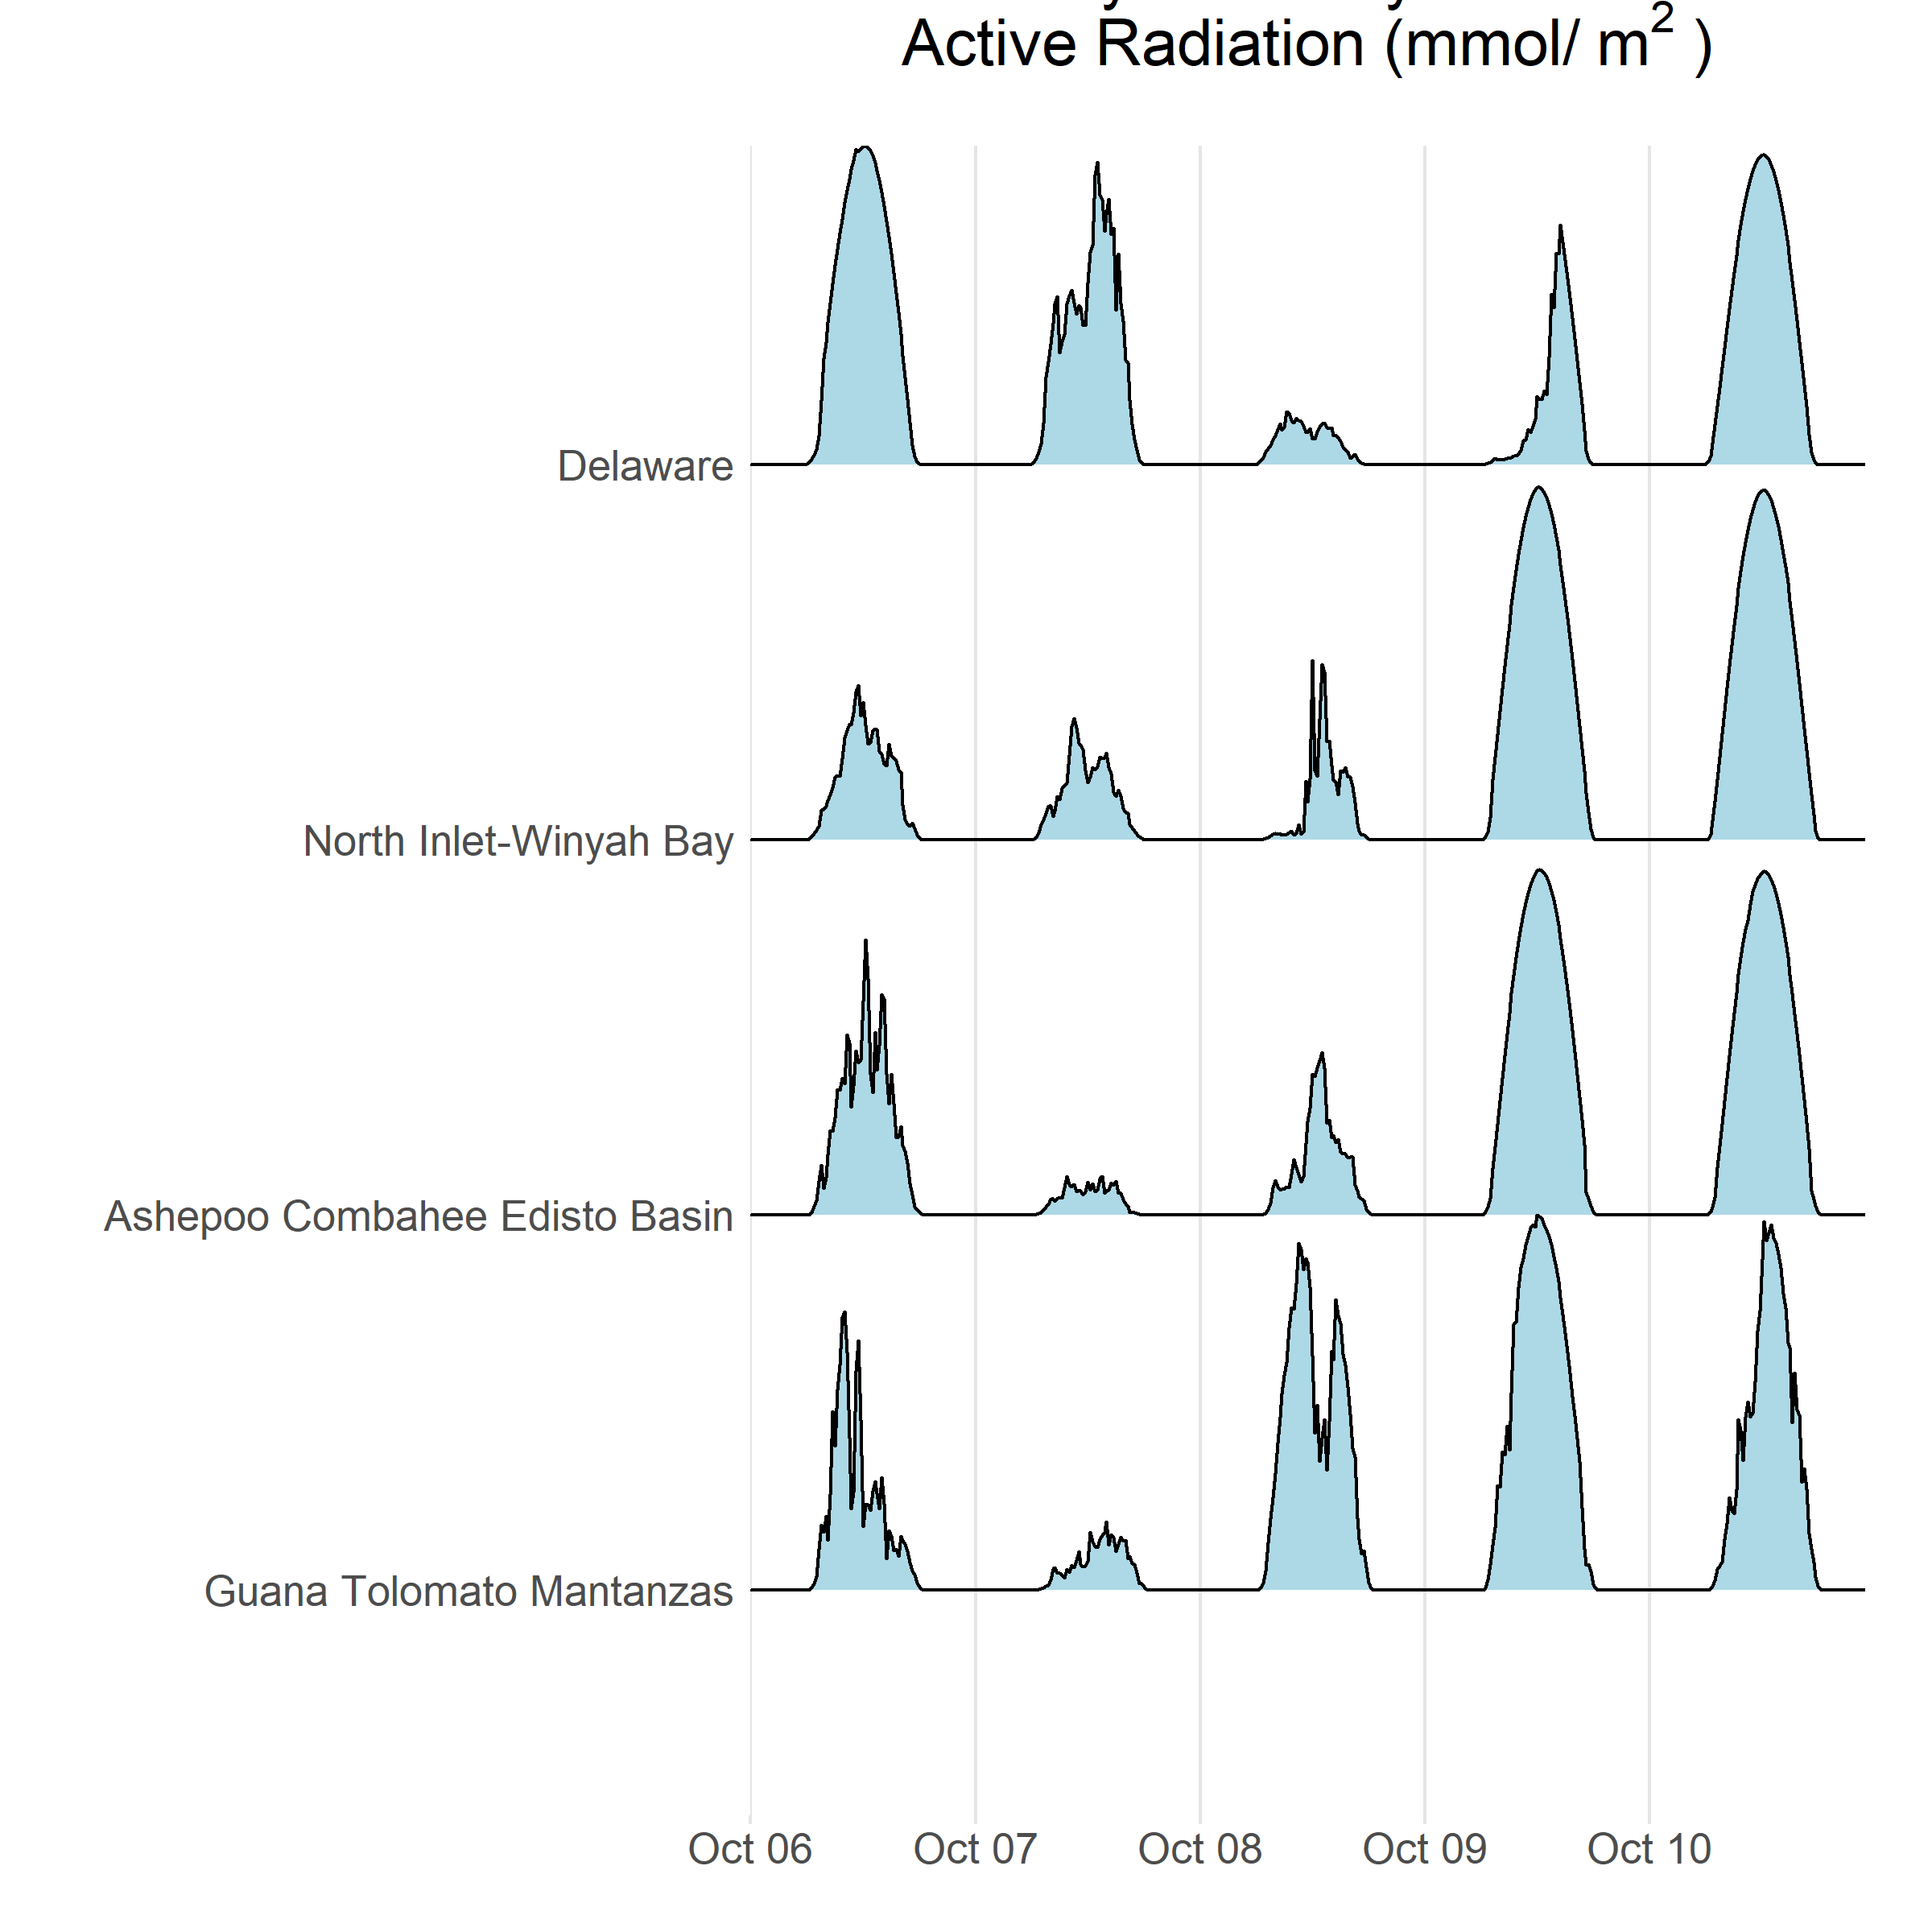 Active Radiation (mmol/ m² )
Delaware
North Inlet-Winyah Bay
Ashepoo Combahee Edisto Basin
Guana Tolomato Mantanzas
Oct 06 Oct 07 Oct 08 Oct 09 Oct 10